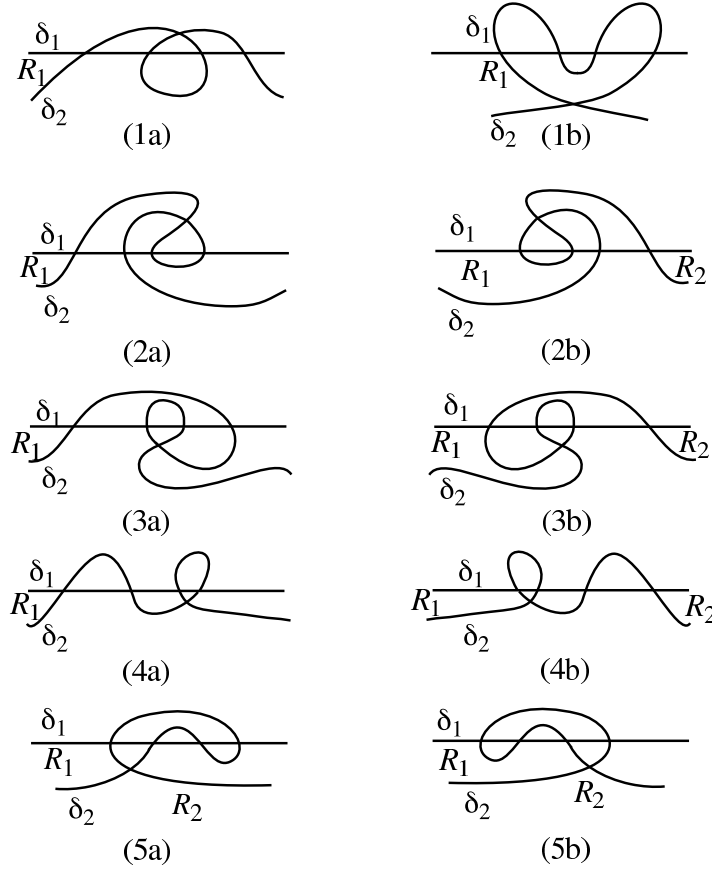 δ₁ δ₁
R₁ R₁
δ₂ δ₂
(1a) (1b)
δ₁ δ₁
R₁ R₁ R₂
δ₂ δ₂
(2a) (2b)
δ₁ δ₁
R₁ R₁ R₂
δ₂ δ₂
(3a) (3b)
δ₁ δ₁
R₁ R₁ R₂
δ₂ δ₂
(4a) (4b)
δ₁ δ₁
R₁ R₁
δ₂ R₂ δ₂ R₂
(5a) (5b)